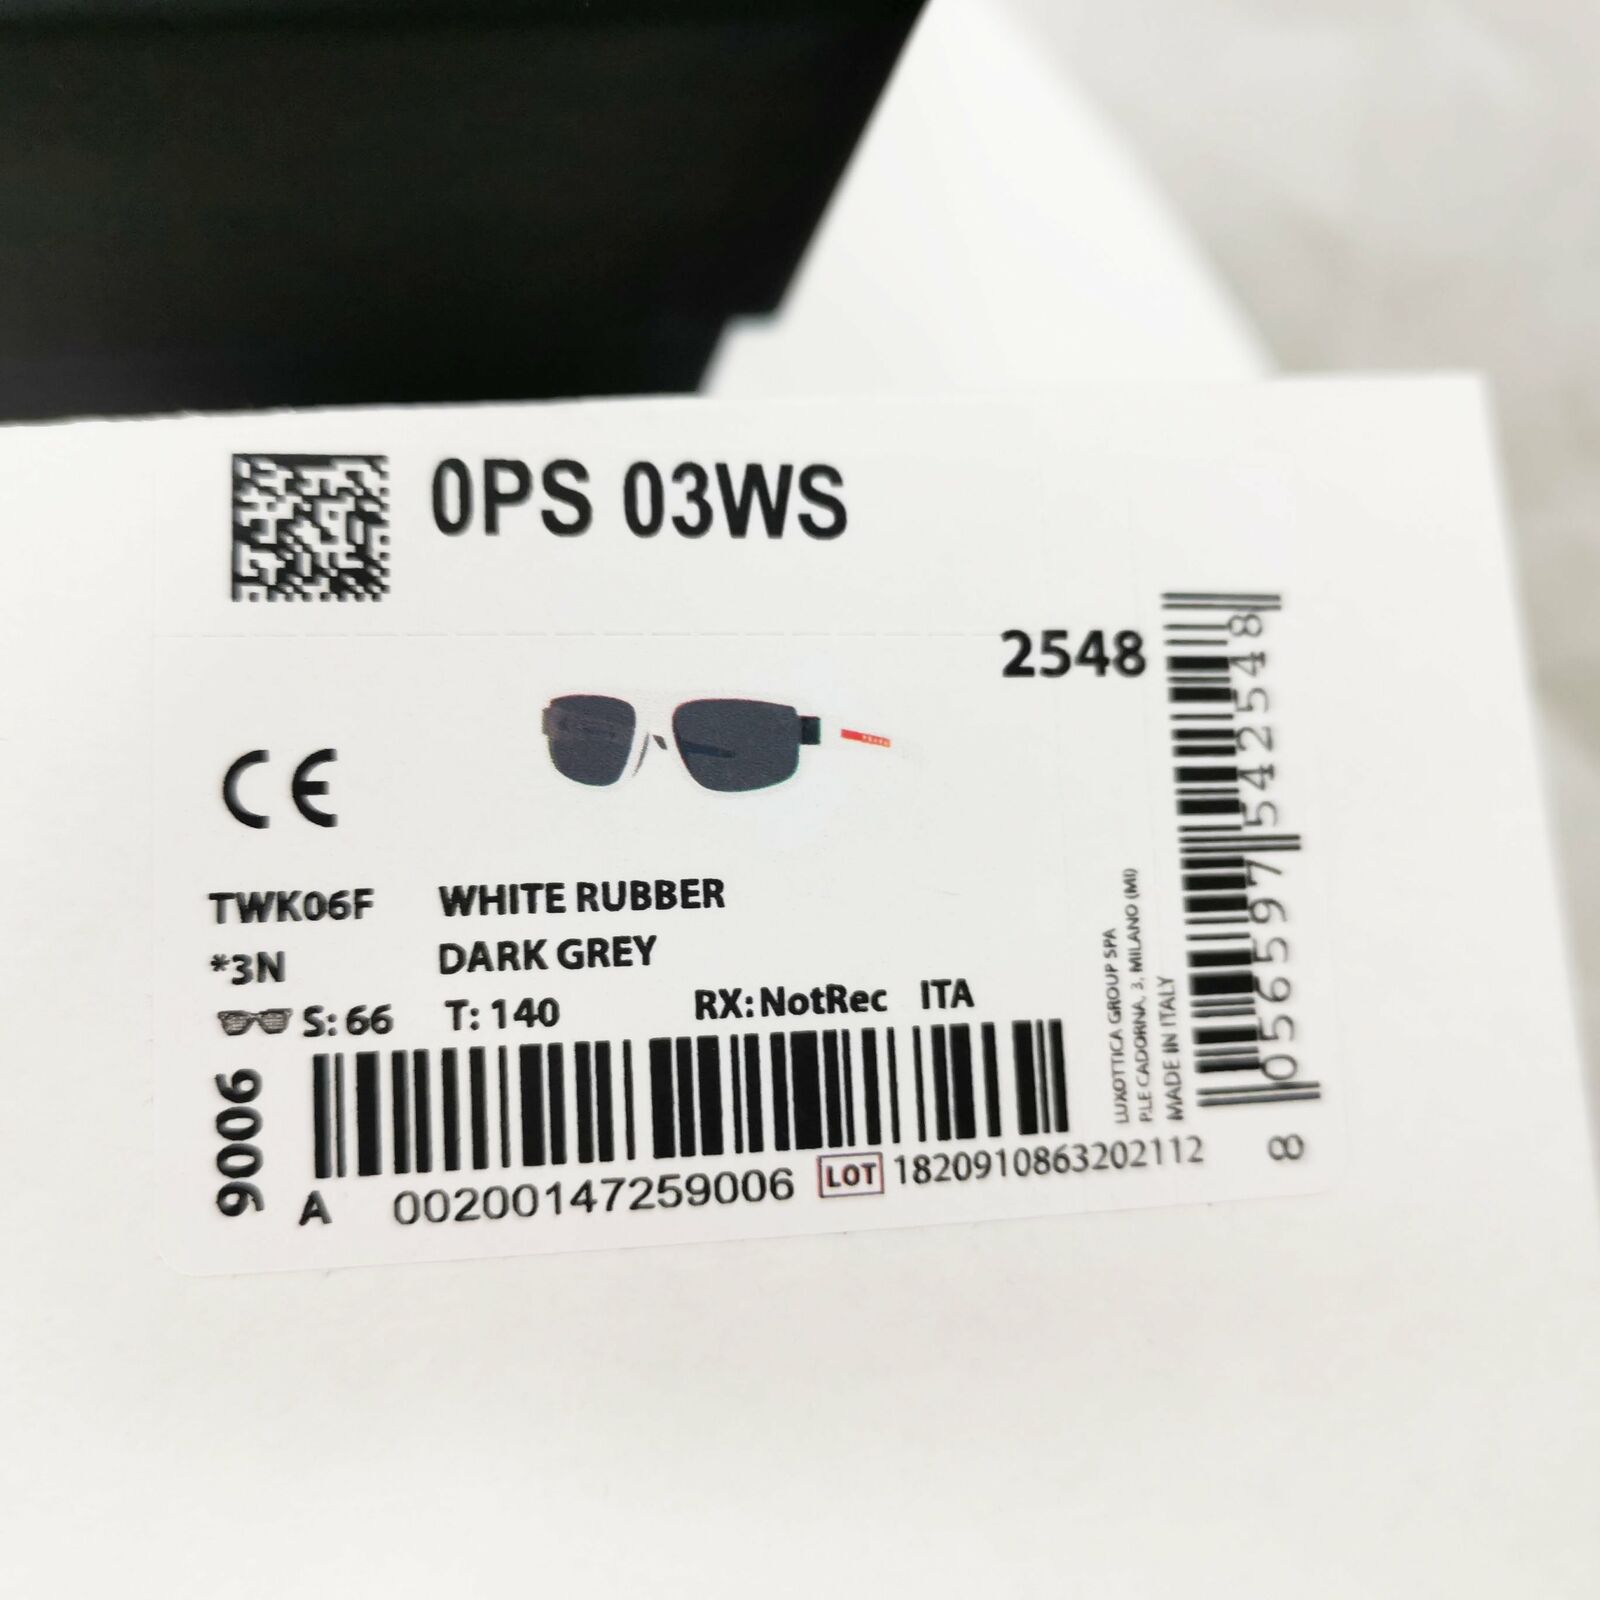 0PS 03WS
2548
CE
PRADA
TWK06F WHITE RUBBER
*3N DARK GREY
S: 66 T: 140 RX: NotRec ITA
9006
A 00200147259006 LOT 1820910863202112
LUXOTTICA GROUP SPA
P.LE CADORNA, 3, MILANO (MI)
MADE IN ITALY
8 056597 542548